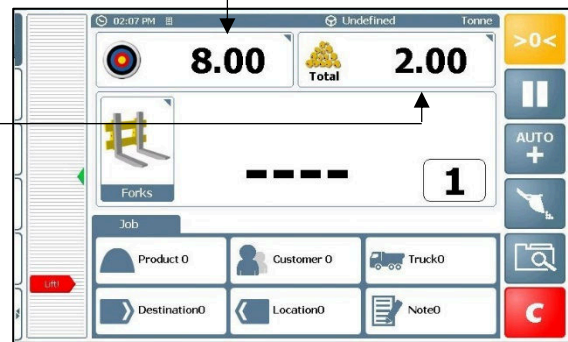 02:07 PM Undefined Tonne
>0<
8.00 Total 2.00
AUTO
+
Forks ---- 1
Job
Product 0 Customer 0 Truck0
Lift!
Destination0 Location0 Note0
C